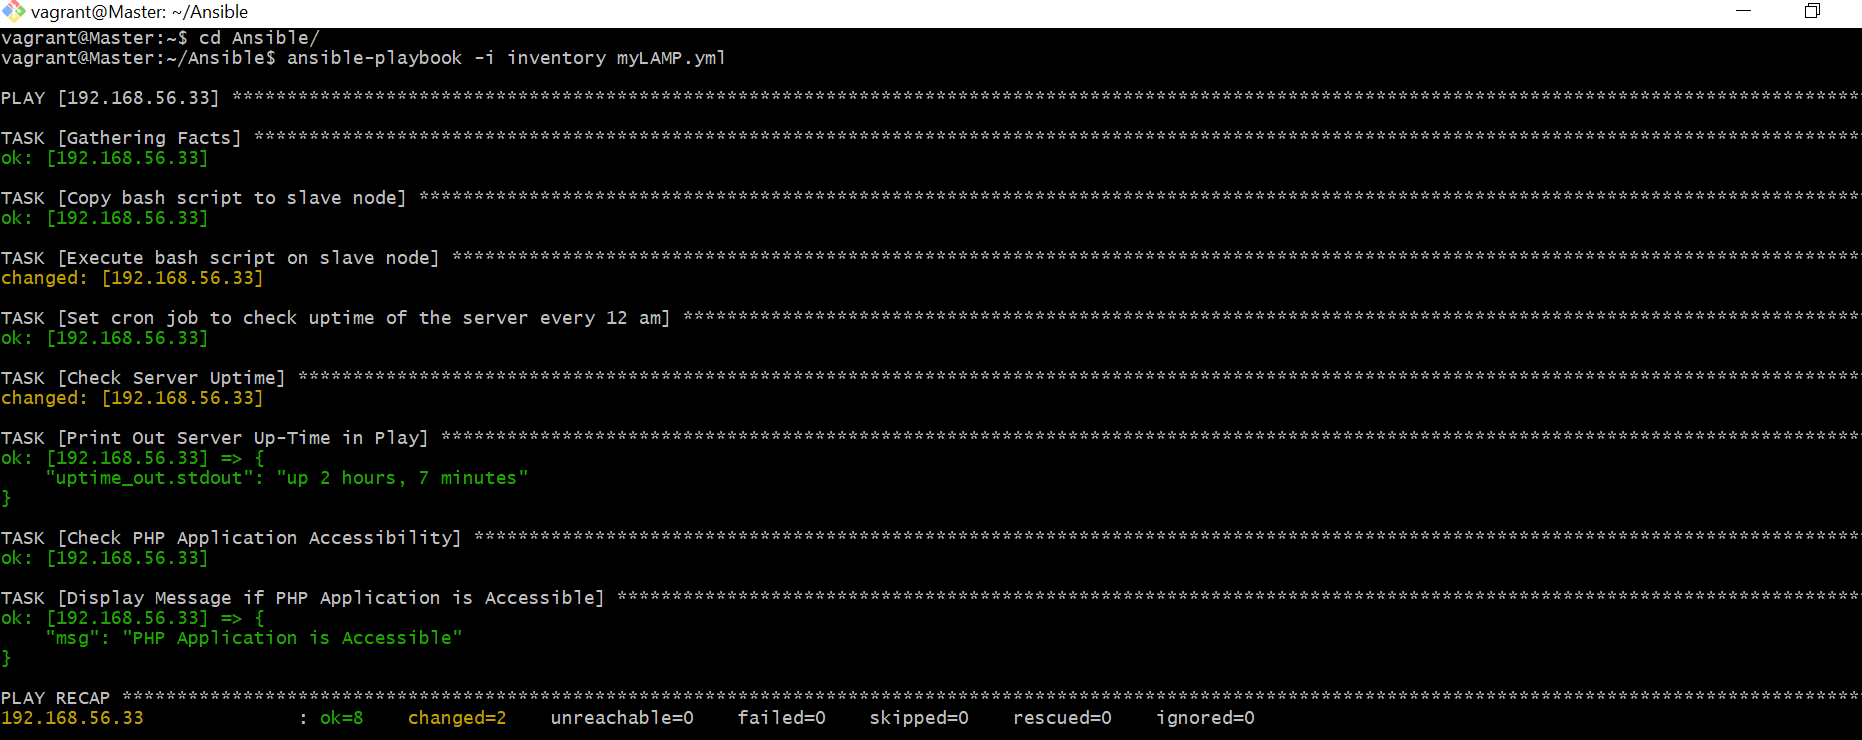 vagrant@Master: ~/Ansible
vagrant@Master:~$ cd Ansible/
vagrant@Master:~/Ansible$ ansible-playbook -i inventory myLAMP.yml
PLAY [192.168.56.33] ****************************************************************************************************************************************************
TASK [Gathering Facts] **************************************************************************************************************************************************
ok: [192.168.56.33]
TASK [Copy bash script to slave node] ***********************************************************************************************************************************
ok: [192.168.56.33]
TASK [Execute bash script on slave node] ********************************************************************************************************************************
changed: [192.168.56.33]
TASK [Set cron job to check uptime of the server every 12 am] ***********************************************************************************************************
ok: [192.168.56.33]
TASK [Check Server Uptime] **********************************************************************************************************************************************
changed: [192.168.56.33]
TASK [Print Out Server Up-Time in Play] *********************************************************************************************************************************
ok: [192.168.56.33] => {
    "uptime_out.stdout": "up 2 hours, 7 minutes"
}
TASK [Check PHP Application Accessibility] ******************************************************************************************************************************
ok: [192.168.56.33]
TASK [Display Message if PHP Application is Accessible] *****************************************************************************************************************
ok: [192.168.56.33] => {
    "msg": "PHP Application is Accessible"
}
PLAY RECAP **************************************************************************************************************************************************************
192.168.56.33              : ok=8    changed=2    unreachable=0    failed=0    skipped=0    rescued=0    ignored=0